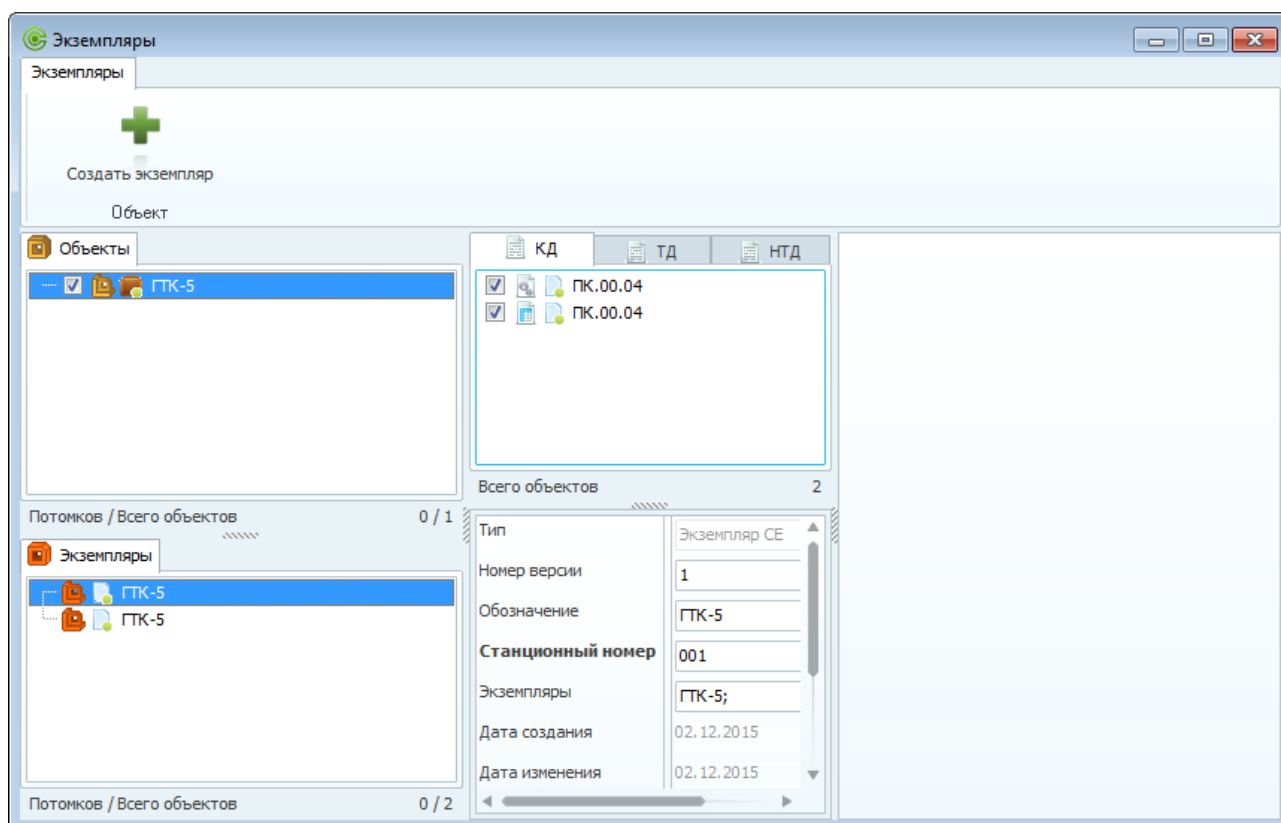 Экземпляры
Экземпляры
Создать экземпляр
Объект
Объекты
ГТК-5
Потомков / Всего объектов 0 / 1
Экземпляры
ГТК-5
ГТК-5
Потомков / Всего объектов 0 / 2
КД ТД НТД
ПК.00.04
ПК.00.04
Всего объектов 2
Тип Экземпляр СЕ
Номер версии 1
Обозначение ГТК-5
Станционный номер 001
Экземпляры ГТК-5;
Дата создания 02.12.2015
Дата изменения 02.12.2015